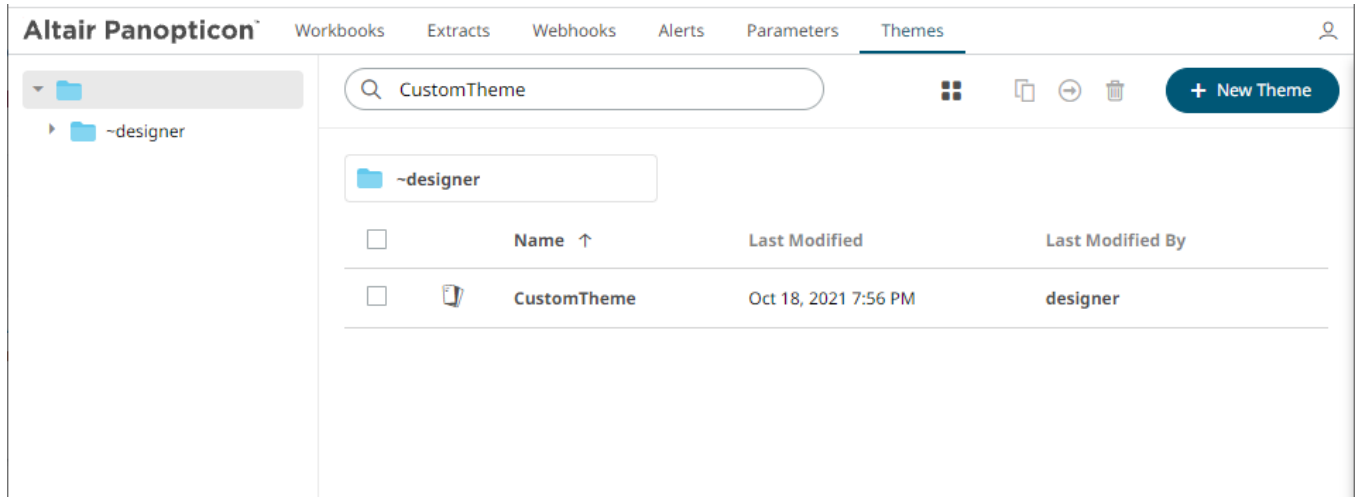 Altair Panopticon™ Workbooks Extracts Webhooks Alerts Parameters Themes
CustomTheme + New Theme
~designer
~designer
Name ↑ Last Modified Last Modified By
CustomTheme Oct 18, 2021 7:56 PM designer